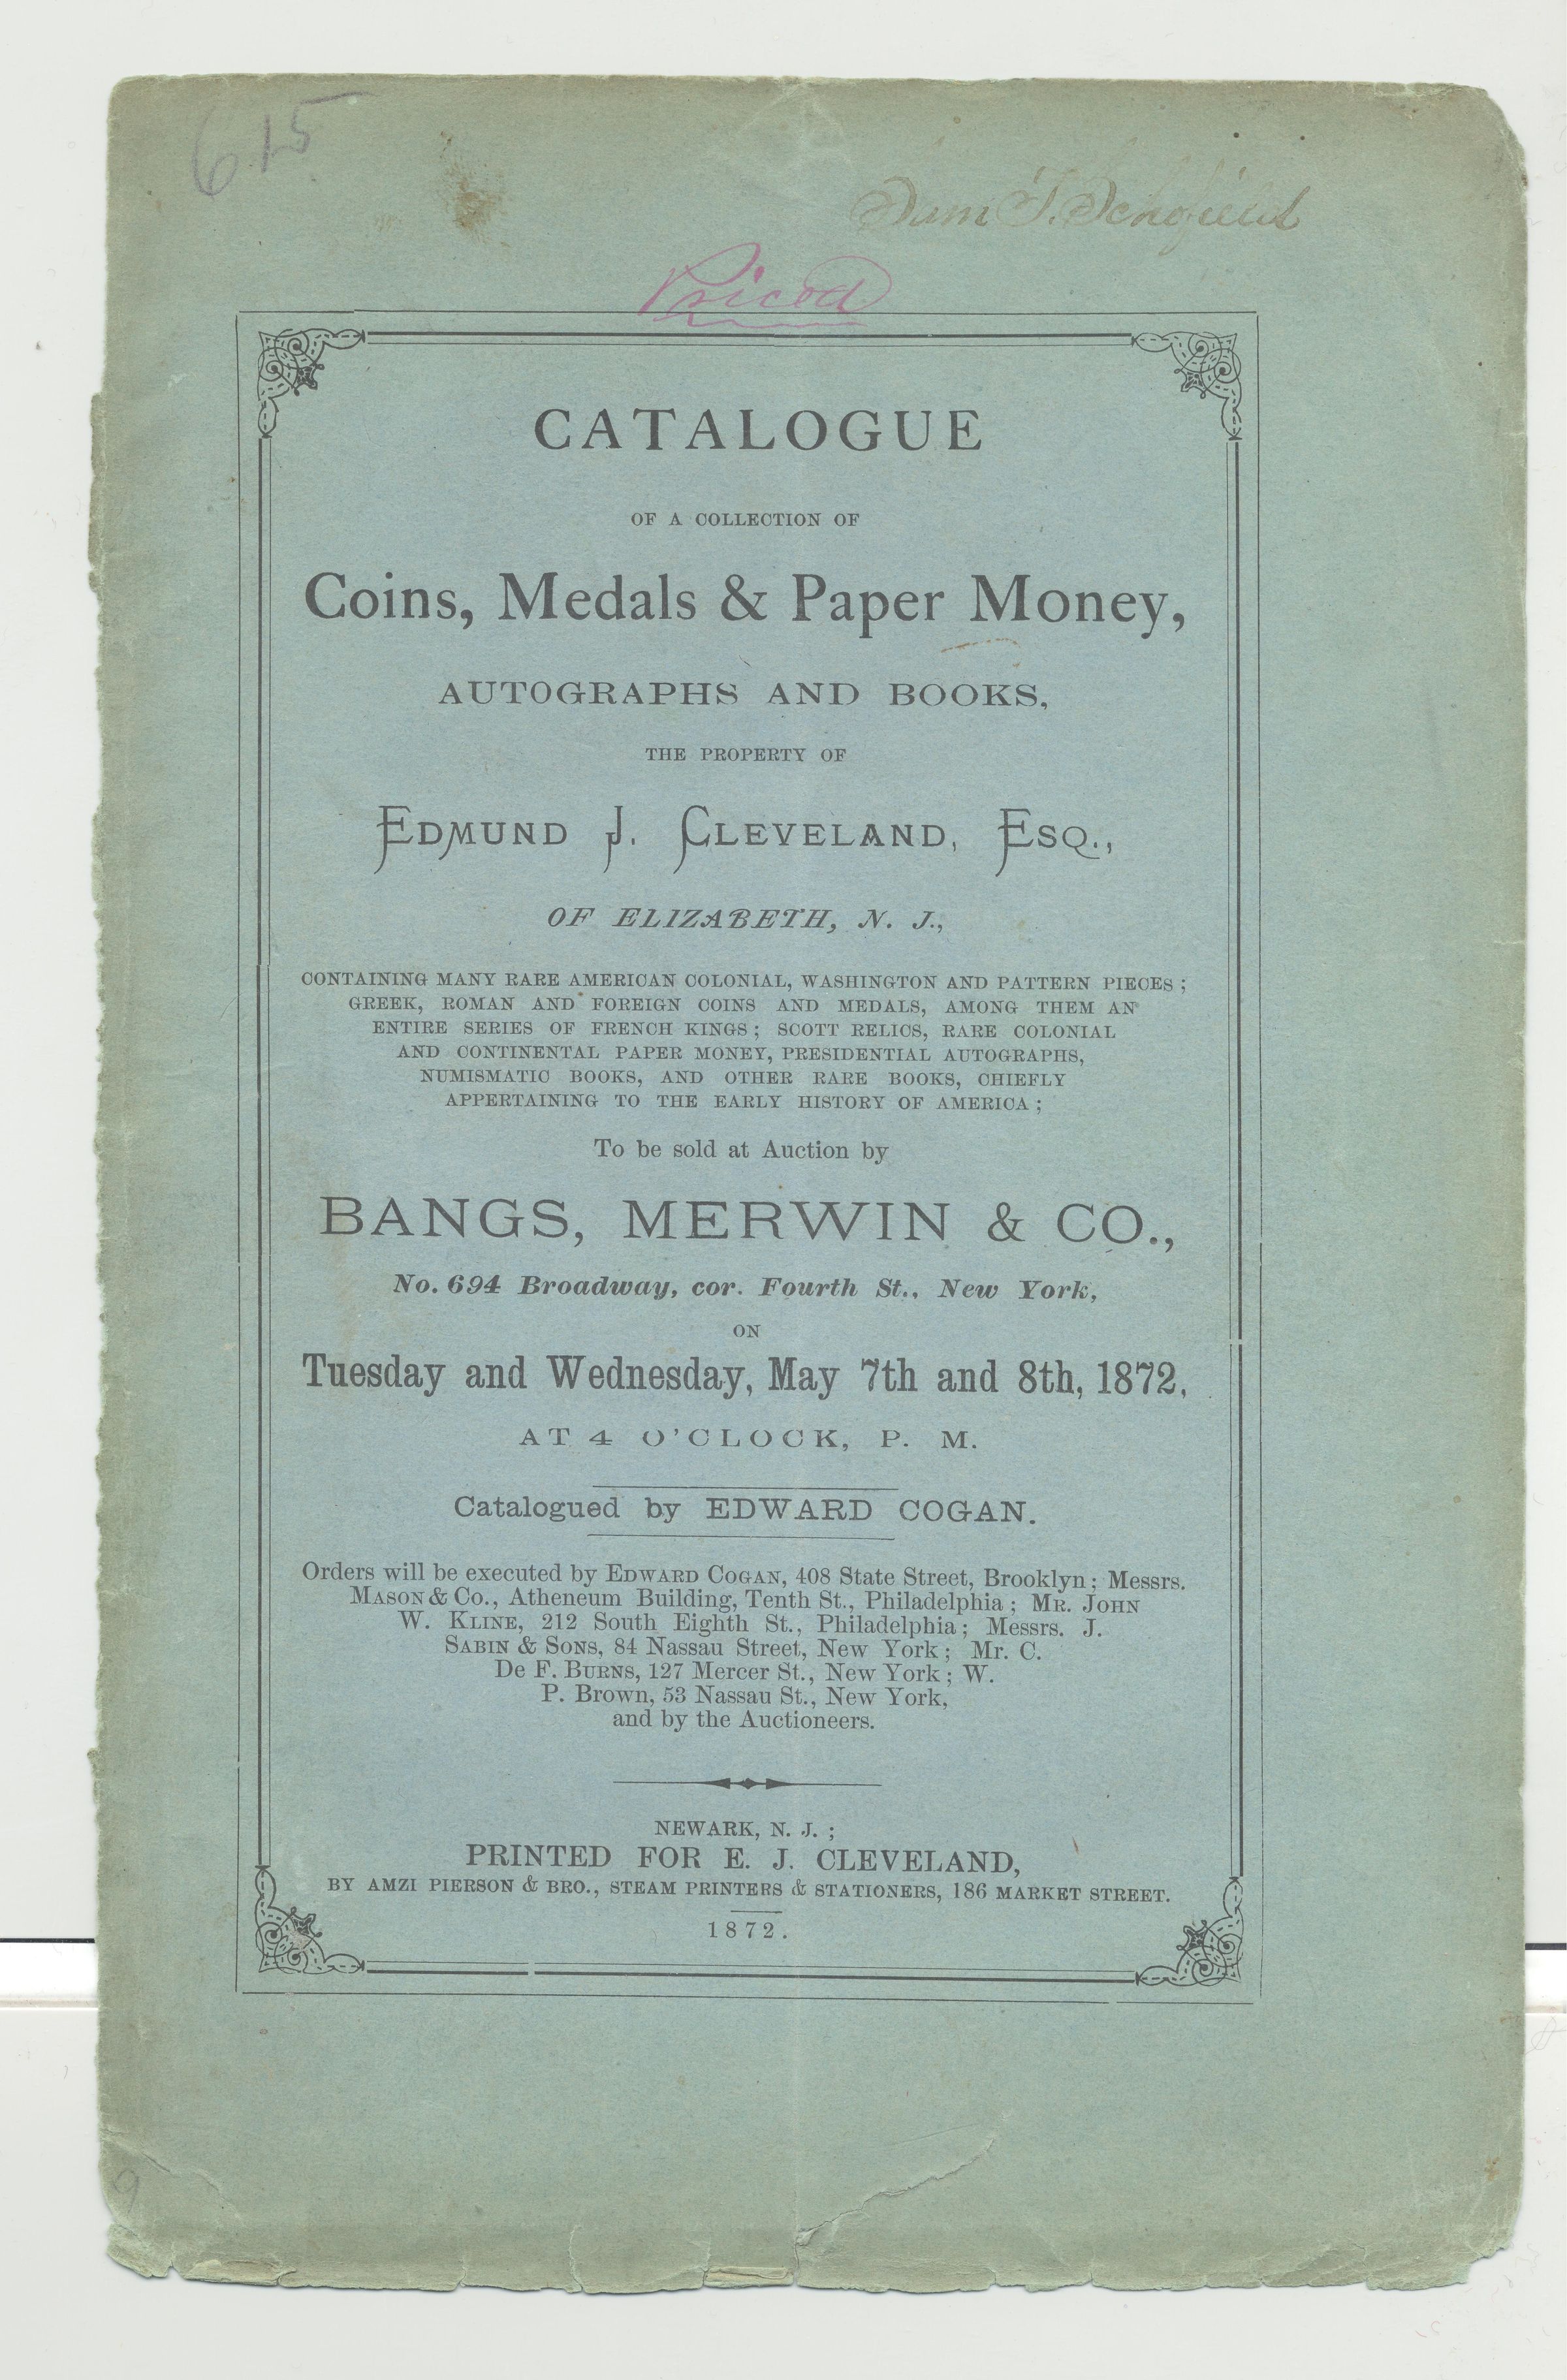 615
Sam T. Schofield
Priced
CATALOGUE
OF A COLLECTION OF
Coins, Medals & Paper Money,
AUTOGRAPHS AND BOOKS,
THE PROPERTY OF
EDMUND J. CLEVELAND, ESQ.,
OF ELIZABETH, N. J.,
CONTAINING MANY RARE AMERICAN COLONIAL, WASHINGTON AND PATTERN PIECES ;
GREEK, ROMAN AND FOREIGN COINS AND MEDALS, AMONG THEM AN
ENTIRE SERIES OF FRENCH KINGS ; SCOTT RELICS, RARE COLONIAL
AND CONTINENTAL PAPER MONEY, PRESIDENTIAL AUTOGRAPHS,
NUMISMATIC BOOKS, AND OTHER RARE BOOKS, CHIEFLY
APPERTAINING TO THE EARLY HISTORY OF AMERICA ;
To be sold at Auction by
BANGS, MERWIN & CO.,
No. 694 Broadway, cor. Fourth St., New York,
ON
Tuesday and Wednesday, May 7th and 8th, 1872,
AT 4 O'CLOCK, P. M.
Catalogued by EDWARD COGAN.
Orders will be executed by EDWARD COGAN, 408 State Street, Brooklyn ; Messrs.
MASON & CO., Atheneum Building, Tenth St., Philadelphia ; MR. JOHN
W. KLINE, 212 South Eighth St., Philadelphia ; Messrs. J.
SABIN & SONS, 84 Nassau Street, New York ; Mr. C.
De F. BURNS, 127 Mercer St., New York ; W.
P. Brown, 53 Nassau St., New York,
and by the Auctioneers.
NEWARK, N. J. ;
PRINTED FOR E. J. CLEVELAND,
BY AMZI PIERSON & BRO., STEAM PRINTERS & STATIONERS, 186 MARKET STREET.
1872.
9